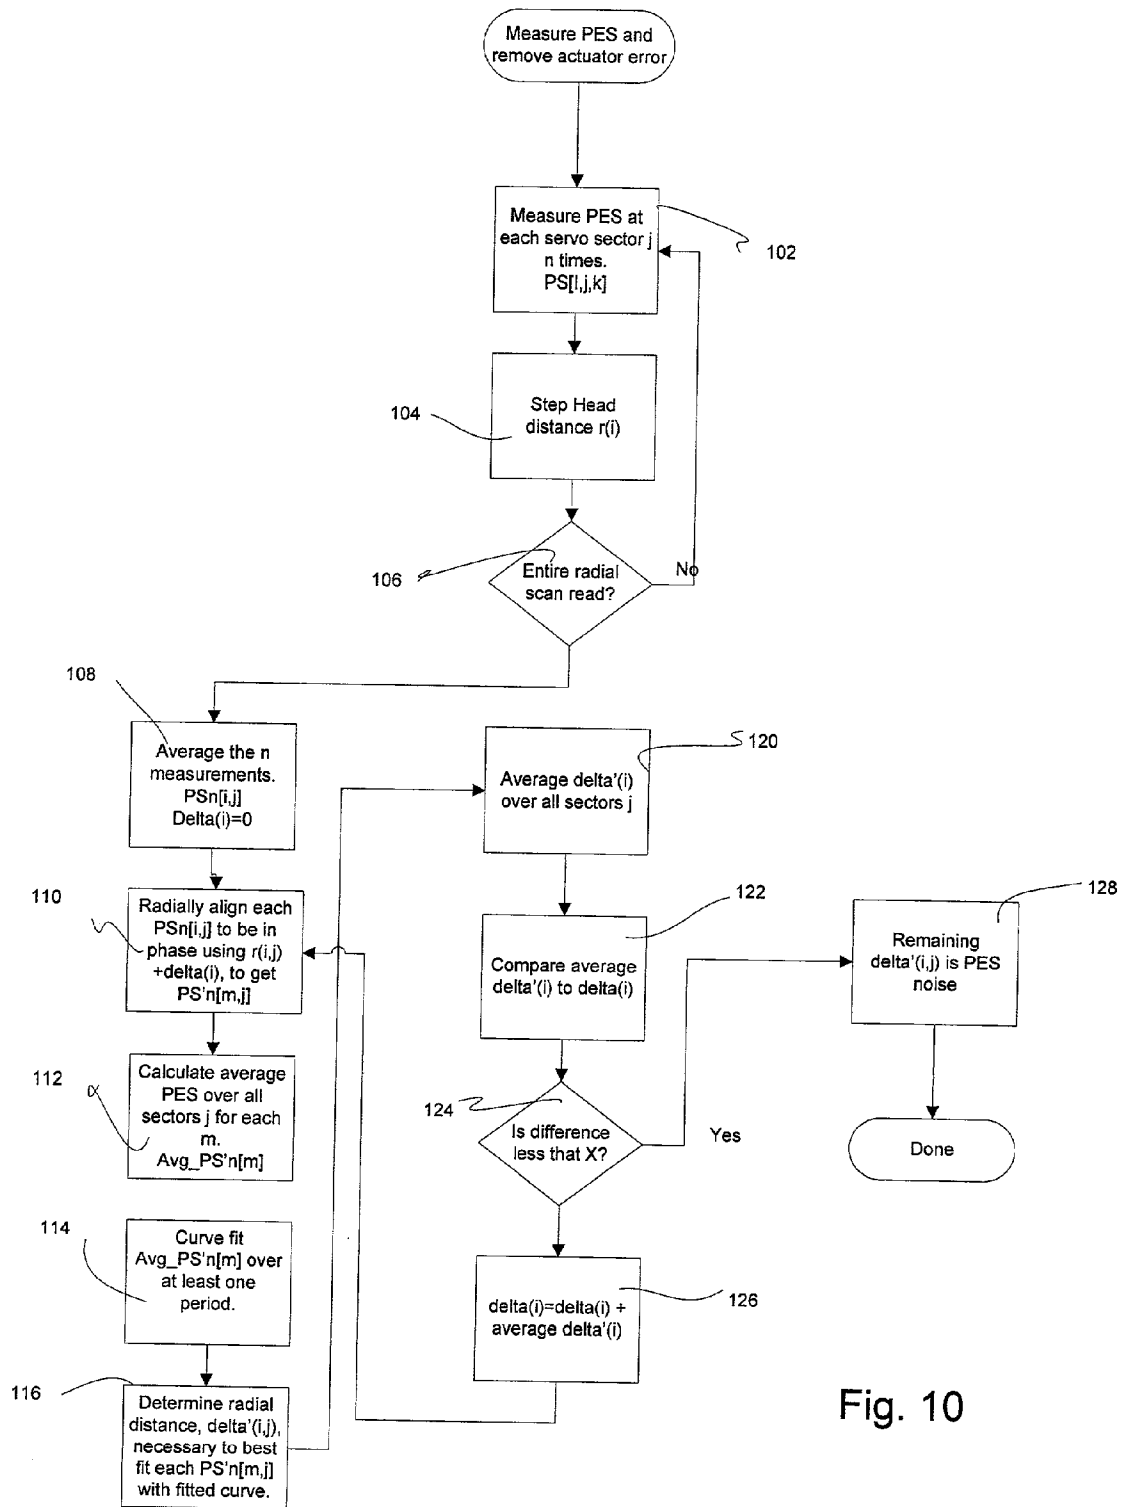 Measure PES and
remove actuator error
Measure PES at
each servo sector j
n times.
PS[I,j,k]
102
Step Head
distance r(i)
104
Entire radial
scan read?
106
No
108
Average the n
measurements.
PSn[i,j]
Delta(i)=0
110
Radially align each
PSn[i,j] to be in
phase using r(i,j)
+delta(i), to get
PS'n[m,j]
112
Calculate average
PES over all
sectors j for each
m.
Avg_PS'n[m]
114
Curve fit
Avg_PS'n[m] over
at least one
period.
116
Determine radial
distance, delta'(i,j),
necessary to best
fit each PS'n[m,j]
with fitted curve.
120
Average delta'(i)
over all sectors j
122
Compare average
delta'(i) to delta(i)
124
Is difference
less that X?
Yes
126
delta(i)=delta(i) +
average delta'(i)
128
Remaining
delta'(i,j) is PES
noise
Done
Fig. 10